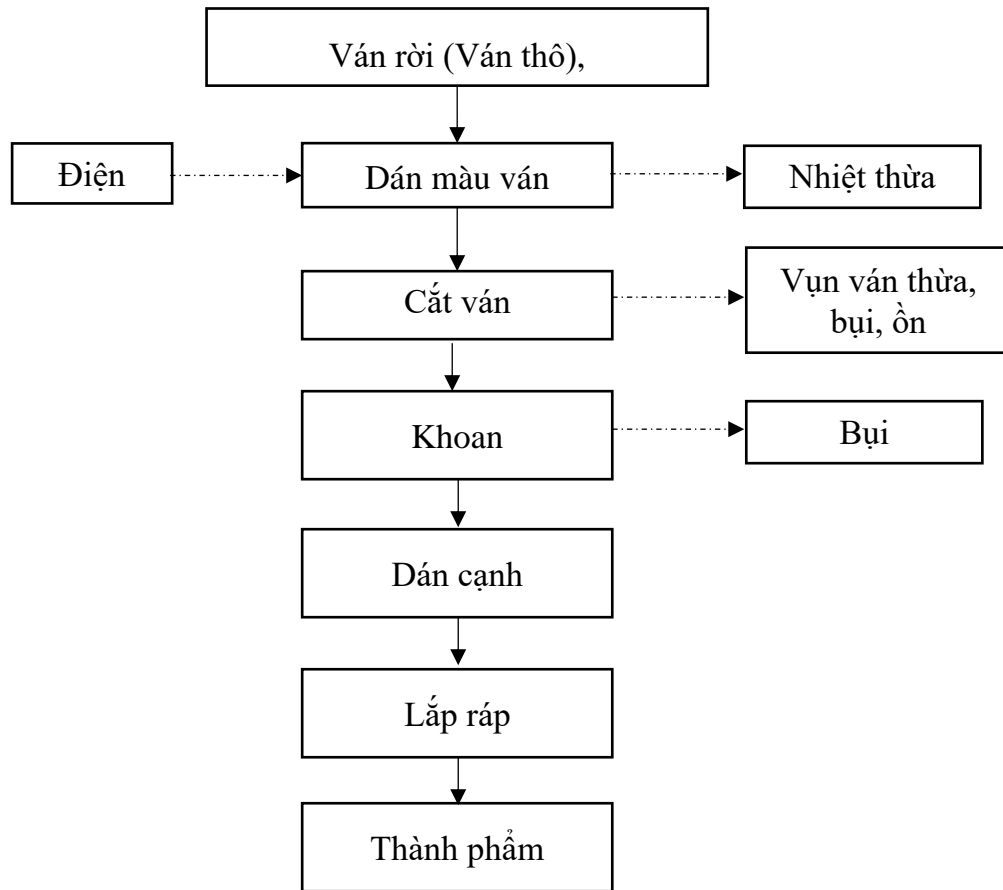 Ván rời (Ván thô),
Điện
Dán màu ván
Nhiệt thừa
Cắt ván
Vụn ván thừa,
bụi, ồn
Khoan
Bụi
Dán cạnh
Lắp ráp
Thành phẩm